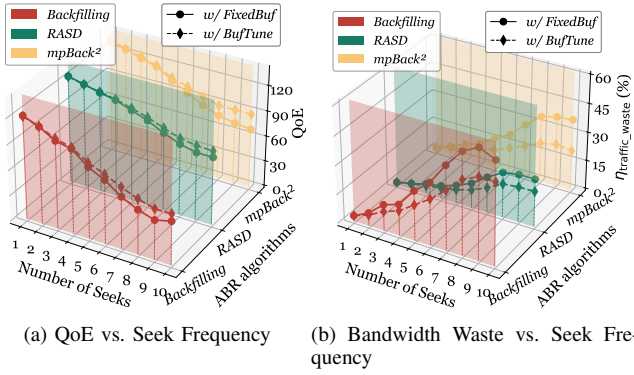 Backfilling
RASD
mpBack²
w/ FixedBuf
w/ BufTune
120
90
60
30
0
QoE
1 2 3 4 5 6 7 8 9 10
Number of Seeks
Backfilling
RASD
mpBack²
ABR algorithms
(a) QoE vs. Seek Frequency
Backfilling
RASD
mpBack²
w/ FixedBuf
w/ BufTune
60
45
30
15
0
η_traffic_waste (%)
1 2 3 4 5 6 7 8 9 10
Number of Seeks
Backfilling
RASD
mpBack²
ABR algorithms
(b) Bandwidth Waste vs. Seek Fre-
quency